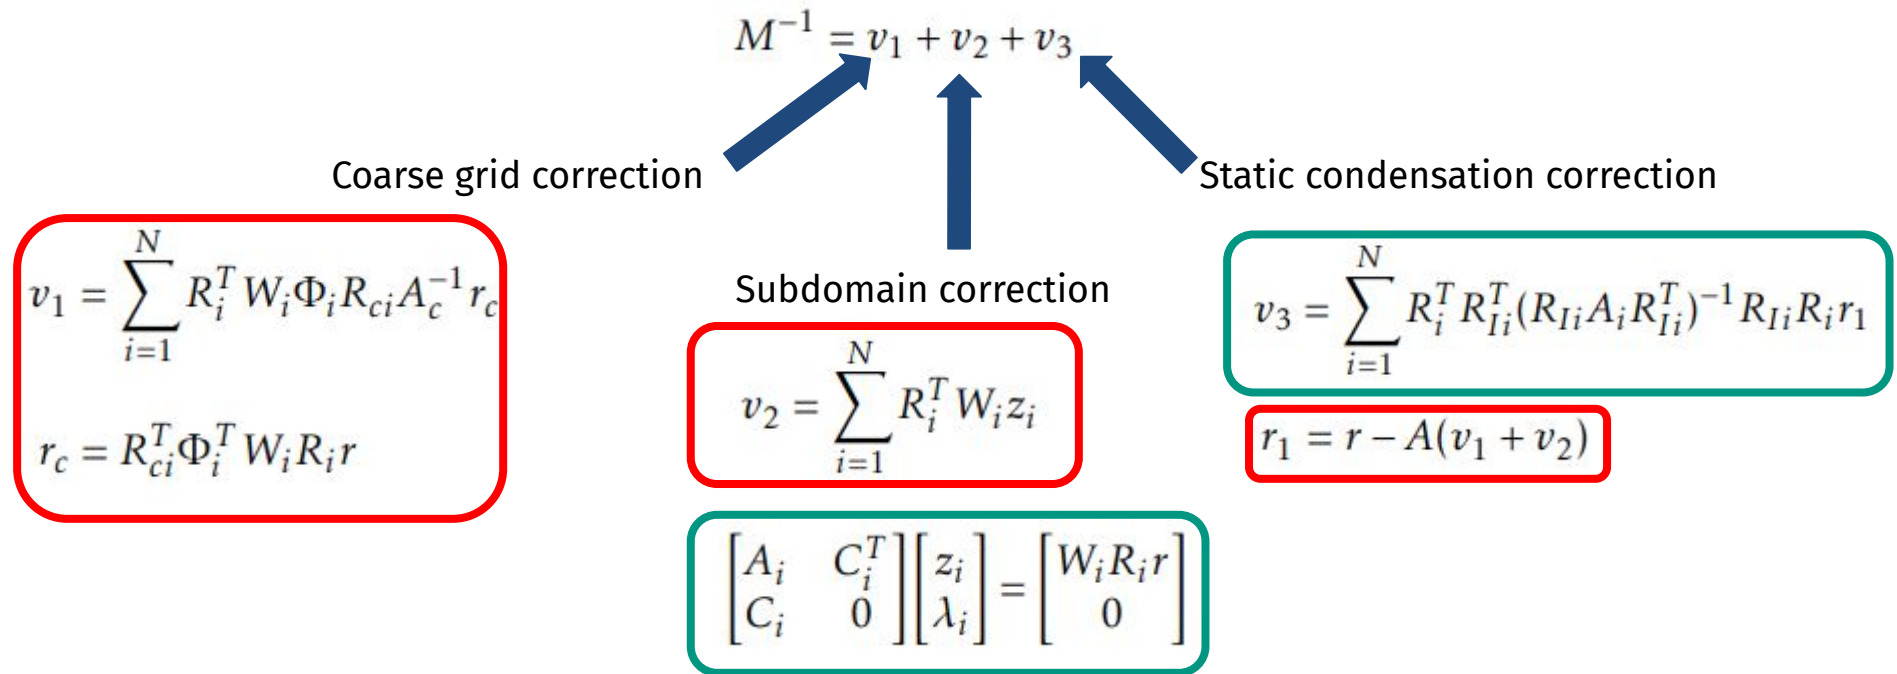 M^{-1} = v_1 + v_2 + v_3
Coarse grid correction
Static condensation correction
Subdomain correction
v_1 = \sum_{i=1}^{N} R_i^T W_i \Phi_i R_{ci} A_c^{-1} r_c
r_c = R_{ci}^T \Phi_i^T W_i R_i r
v_2 = \sum_{i=1}^{N} R_i^T W_i z_i
\begin{bmatrix} A_i & C_i^T \\ C_i & 0 \end{bmatrix} \begin{bmatrix} z_i \\ \lambda_i \end{bmatrix} = \begin{bmatrix} W_i R_i r \\ 0 \end{bmatrix}
v_3 = \sum_{i=1}^{N} R_i^T R_{Ii}^T (R_{Ii} A_i R_{Ii}^T)^{-1} R_{Ii} R_i r_1
r_1 = r - A(v_1 + v_2)